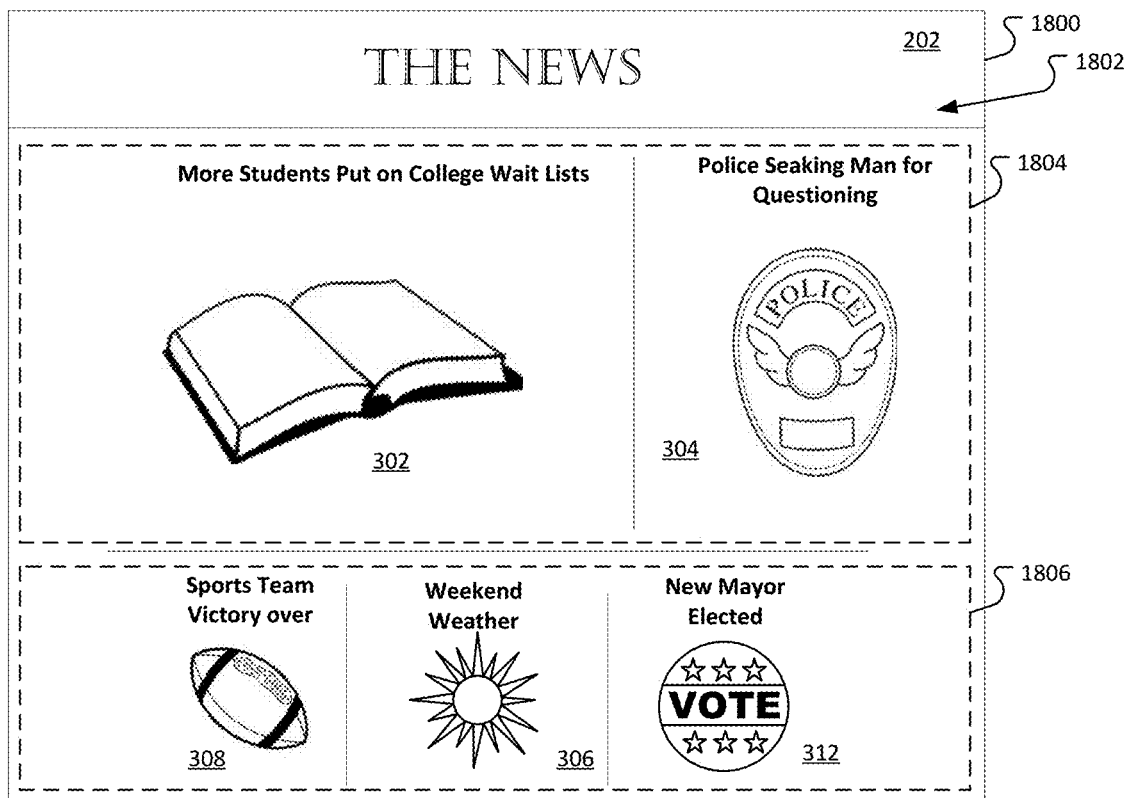 THE NEWS
202
1800
1802
More Students Put on College Wait Lists
Police Seaking Man for
Questioning
1804
POLICE
302
304
Sports Team
Victory over
Weekend
Weather
New Mayor
Elected
1806
VOTE
308
306
312